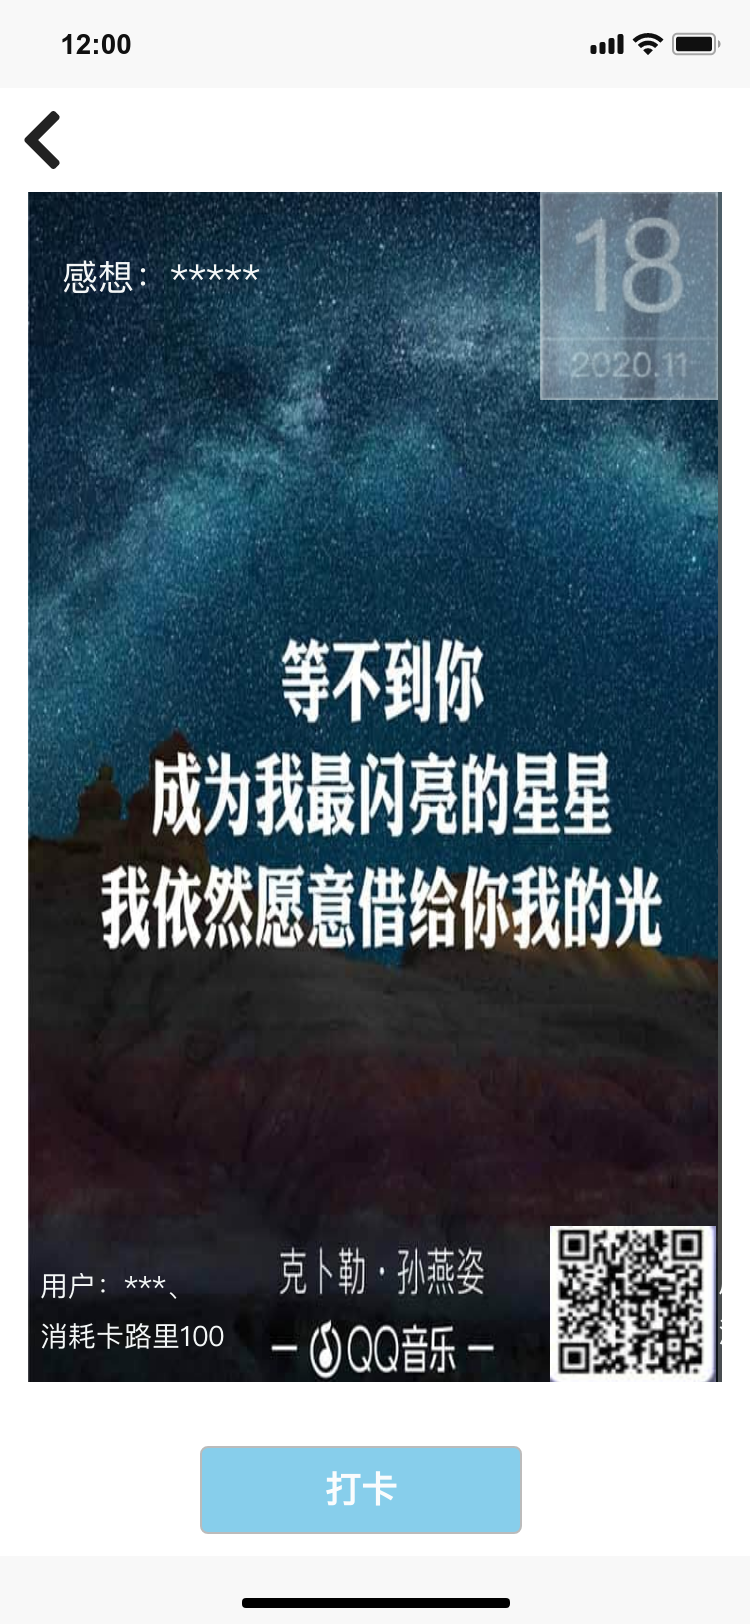 12:00
感想：*****
18
2020.11
等不到你
成为我最闪亮的星星
我依然愿意借给你我的光
克卜勒·孙燕姿
用户：***、
消耗卡路里100
QQ音乐
打卡